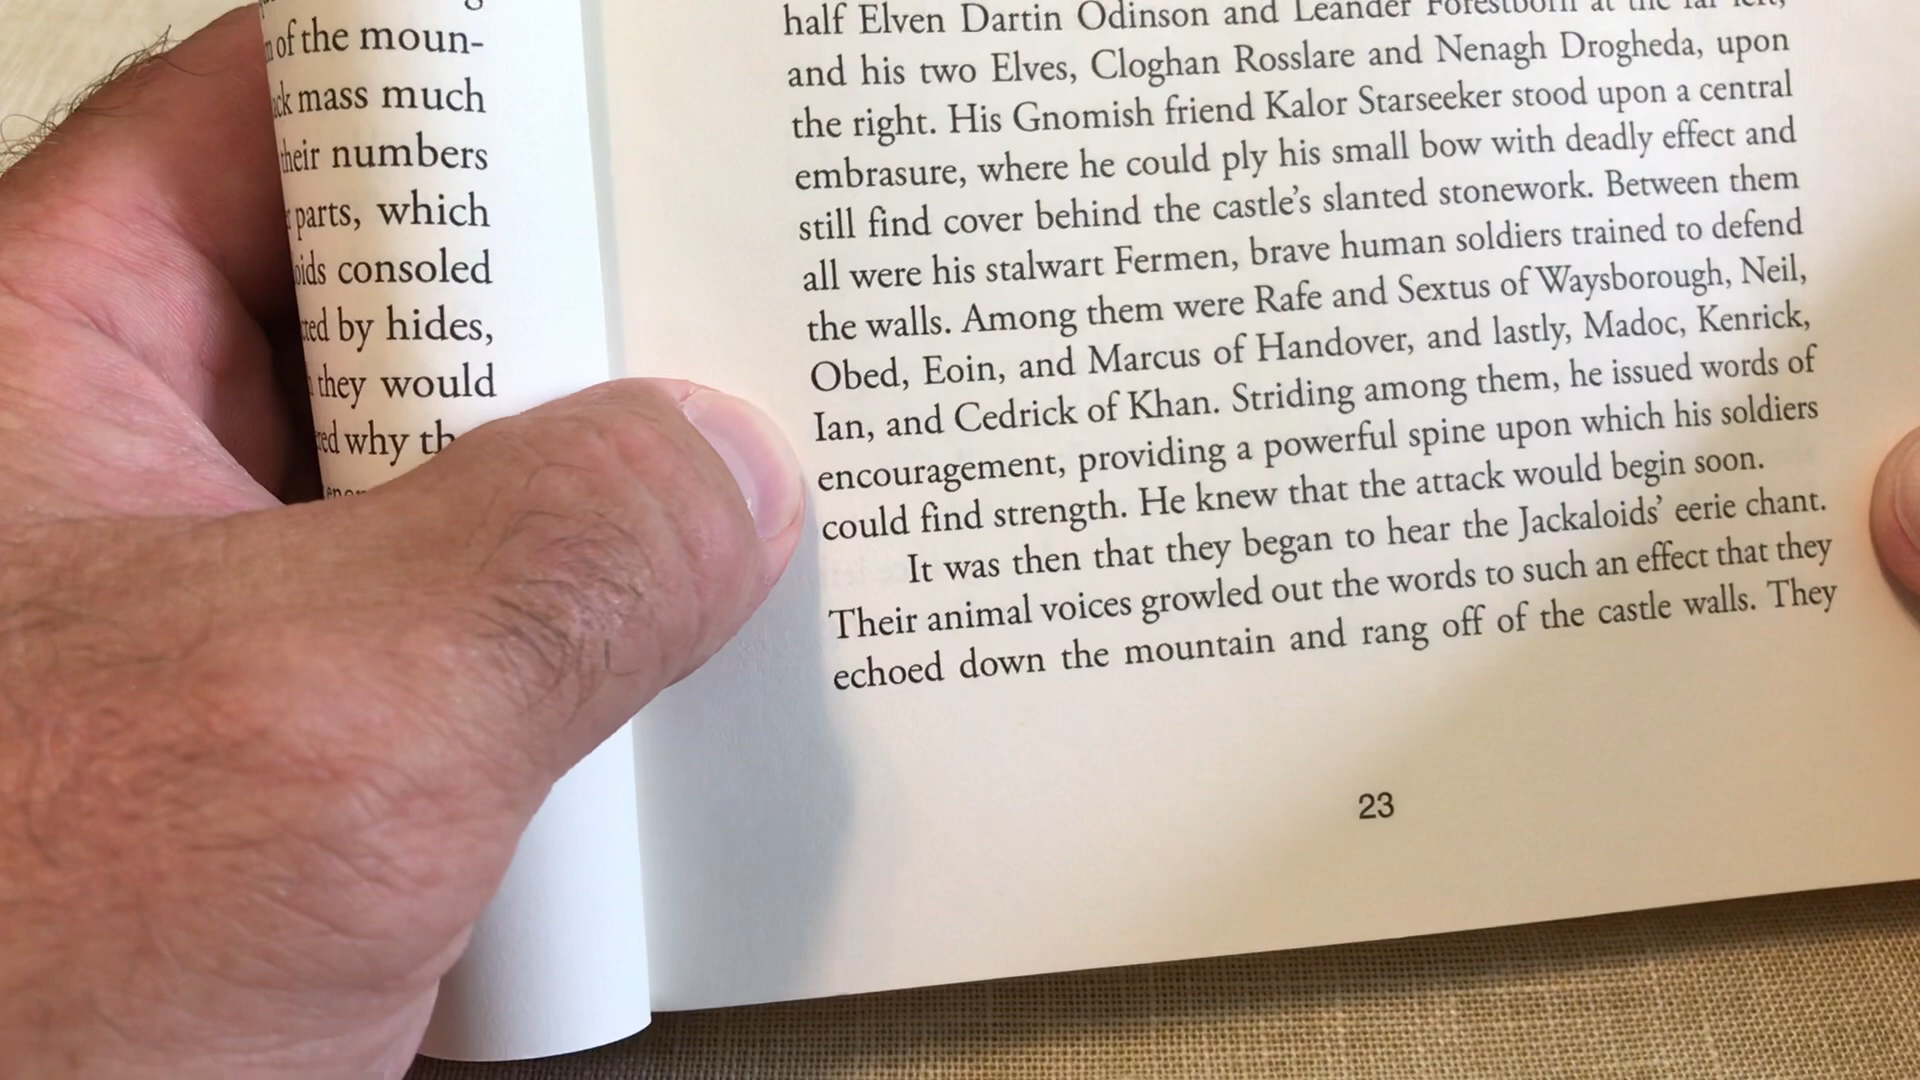 of the moun-
mass much
numbers
parts, which
consoled
by hides,
they would
why
half Elven Dartin Odinson and Leander Forestborn at the far left,
and his two Elves, Cloghan Rosslare and Nenagh Drogheda, upon
the right. His Gnomish friend Kalor Starseeker stood upon a central
embrasure, where he could ply his small bow with deadly effect and
still find cover behind the castle’s slanted stonework. Between them
all were his stalwart Fermen, brave human soldiers trained to defend
the walls. Among them were Rafe and Sextus of Waysborough, Neil,
Obed, Eoin, and Marcus of Handover, and lastly, Madoc, Kenrick,
Ian, and Cedrick of Khan. Striding among them, he issued words of
encouragement, providing a powerful spine upon which his soldiers
could find strength. He knew that the attack would begin soon.
It was then that they began to hear the Jackaloids’ eerie chant.
Their animal voices growled out the words to such an effect that they
echoed down the mountain and rang off of the castle walls. They
23